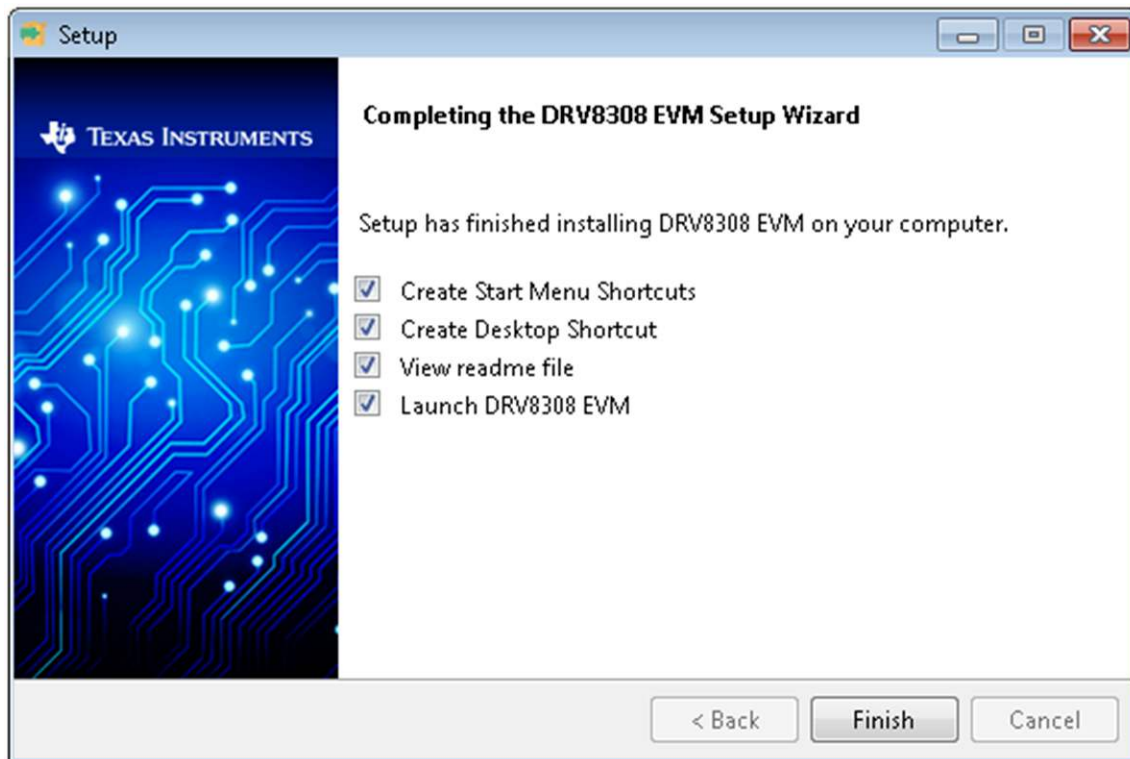 Setup
TEXAS INSTRUMENTS
Completing the DRV8308 EVM Setup Wizard
Setup has finished installing DRV8308 EVM on your computer.
Create Start Menu Shortcuts
Create Desktop Shortcut
View readme file
Launch DRV8308 EVM
< Back Finish Cancel